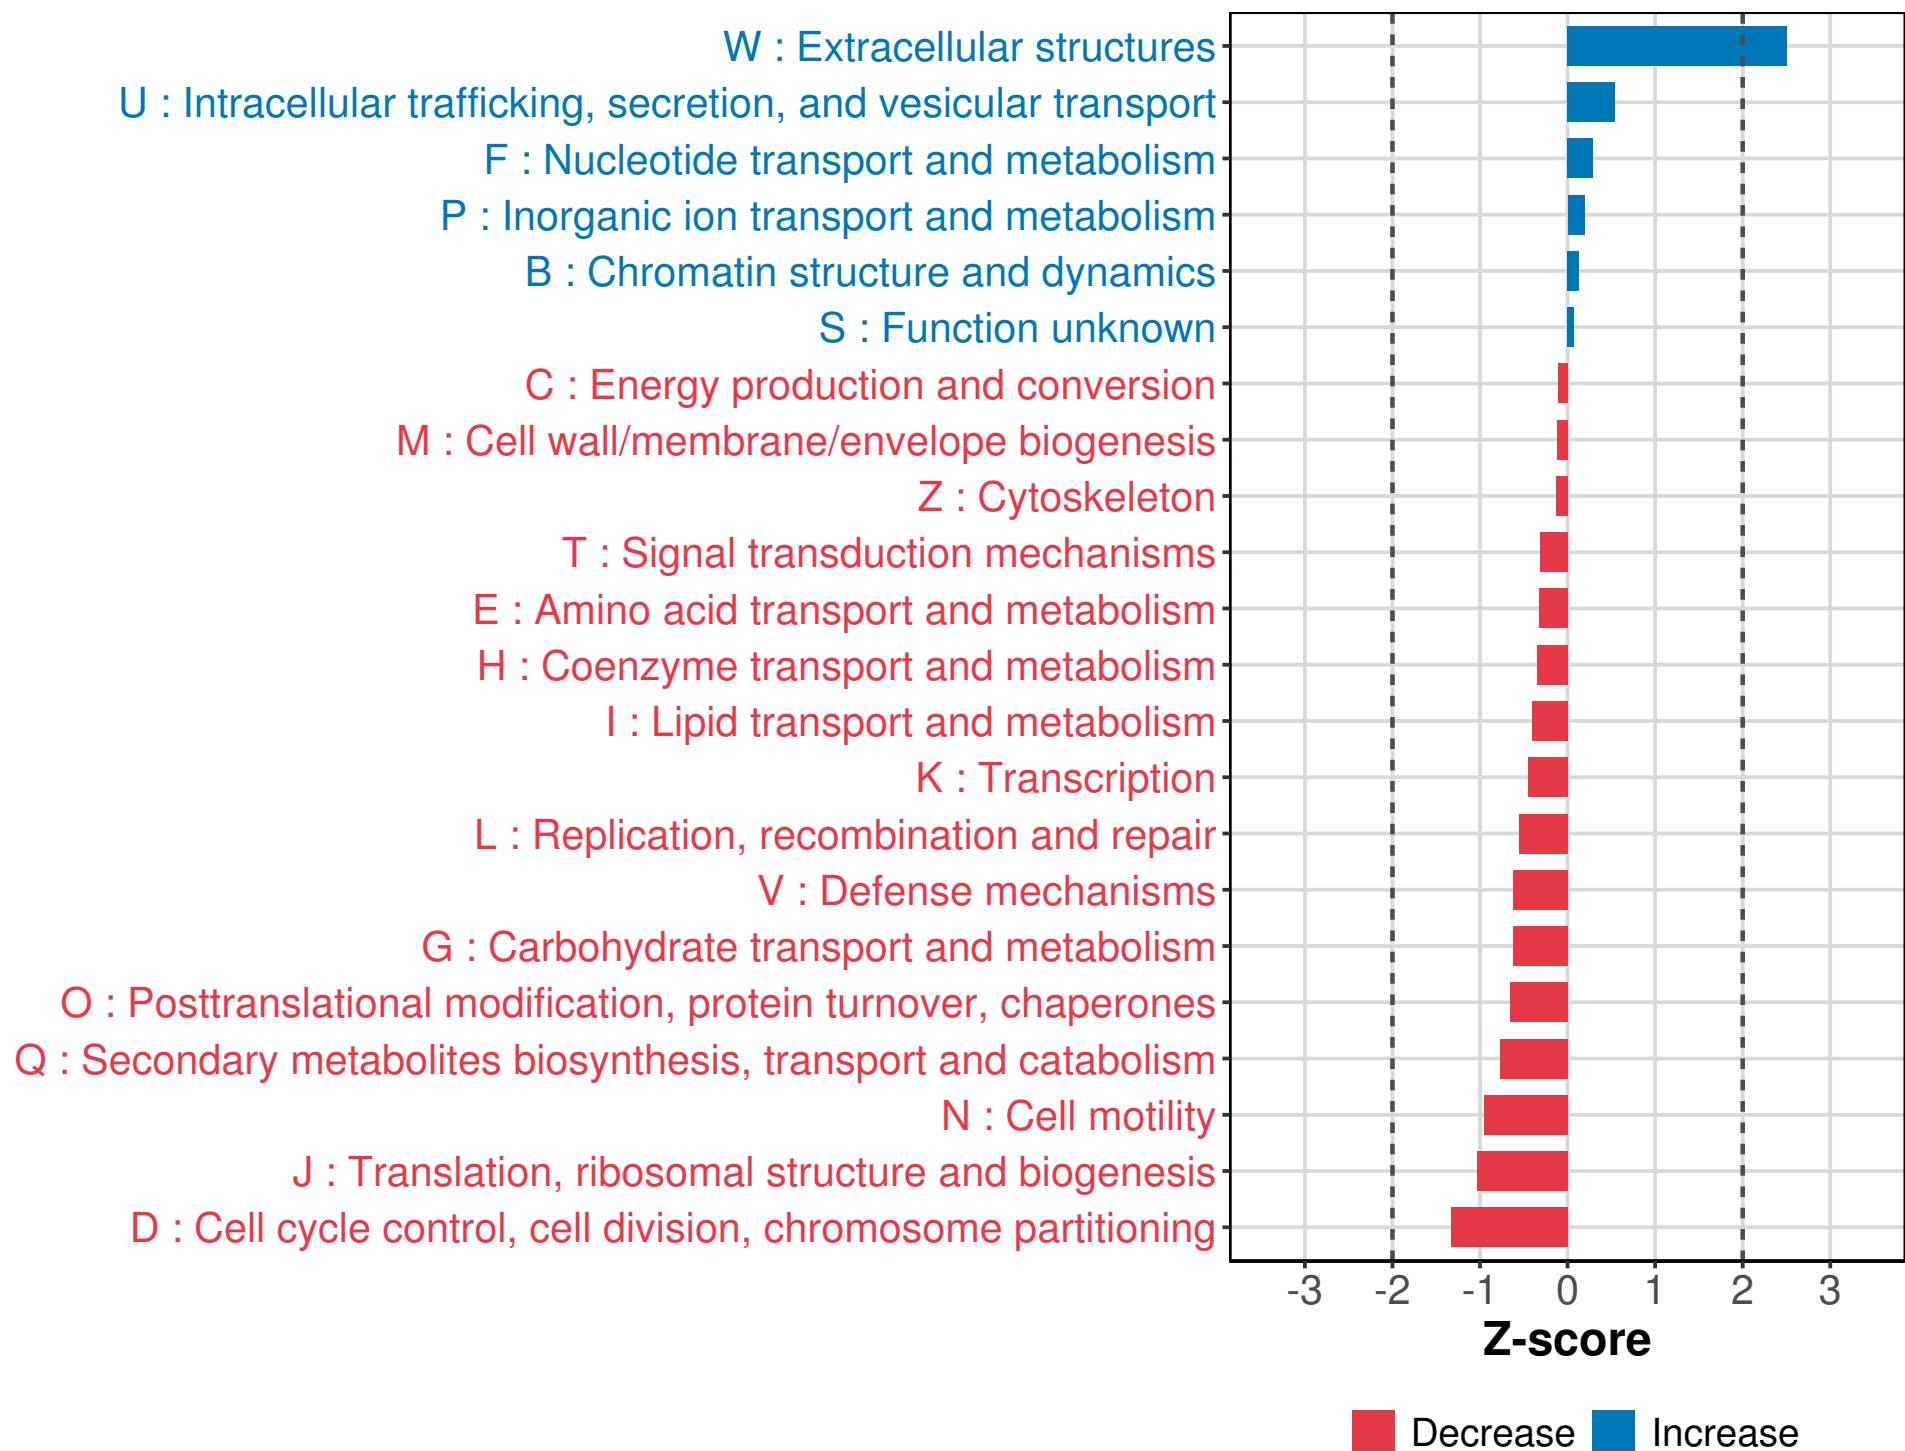 W : Extracellular structures
U : Intracellular trafficking, secretion, and vesicular transport
F : Nucleotide transport and metabolism
P : Inorganic ion transport and metabolism
B : Chromatin structure and dynamics
S : Function unknown
C : Energy production and conversion
M : Cell wall/membrane/envelope biogenesis
Z : Cytoskeleton
T : Signal transduction mechanisms
E : Amino acid transport and metabolism
H : Coenzyme transport and metabolism
I : Lipid transport and metabolism
K : Transcription
L : Replication, recombination and repair
V : Defense mechanisms
G : Carbohydrate transport and metabolism
O : Posttranslational modification, protein turnover, chaperones
Q : Secondary metabolites biosynthesis, transport and catabolism
N : Cell motility
J : Translation, ribosomal structure and biogenesis
D : Cell cycle control, cell division, chromosome partitioning
-3 -2 -1 0 1 2 3
Z-score
Decrease Increase